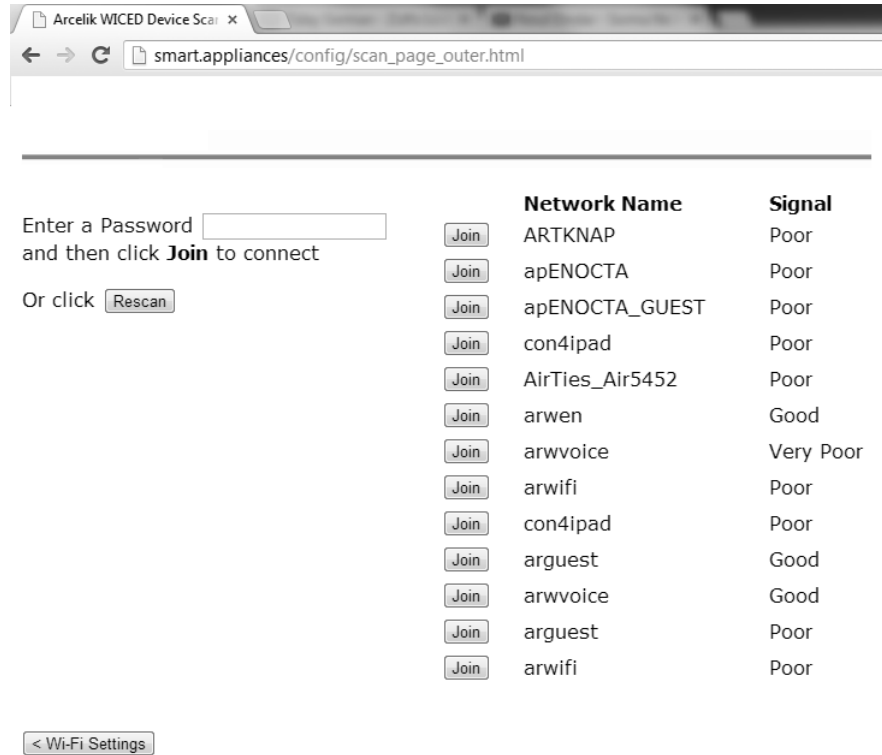 Arcelik WICED Device Sca
smart.appliances/config/scan_page_outer.html
Enter a Password
and then click Join to connect
Or click Rescan
Network Name Signal
Join ARTKNAP Poor
Join apENOCTA Poor
Join apENOCTA_GUEST Poor
Join con4ipad Poor
Join AirTies_Air5452 Poor
Join arwen Good
Join arwvoice Very Poor
Join arwifi Poor
Join con4ipad Poor
Join arguest Good
Join arwvoice Good
Join arguest Poor
Join arwifi Poor
< Wi-Fi Settings